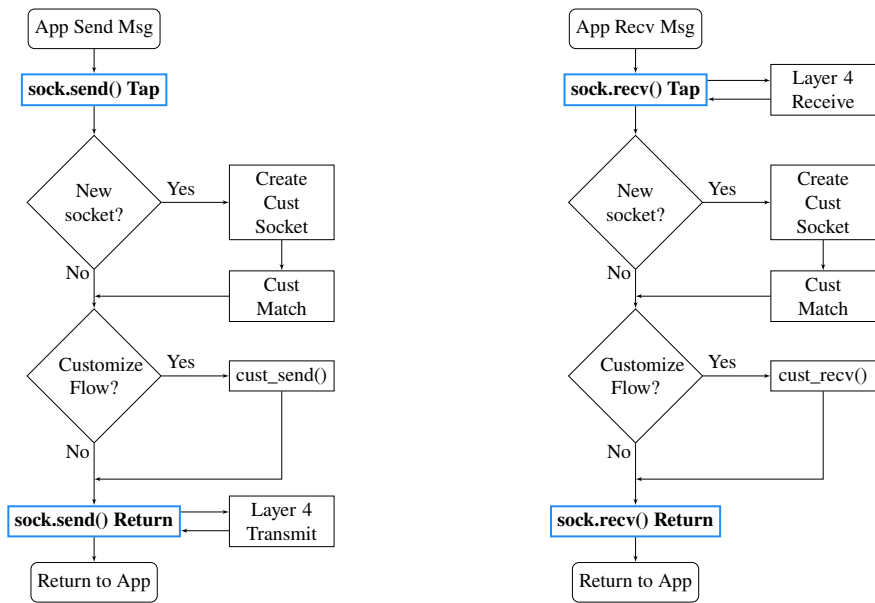 App Send Msg
sock.send() Tap
New
socket?
Yes
Create
Cust
Socket
No
Cust
Match
Customize
Flow?
Yes
cust_send()
No
sock.send() Return
Layer 4
Transmit
Return to App
App Recv Msg
sock.recv() Tap
Layer 4
Receive
New
socket?
Yes
Create
Cust
Socket
No
Cust
Match
Customize
Flow?
Yes
cust_recv()
No
sock.recv() Return
Return to App